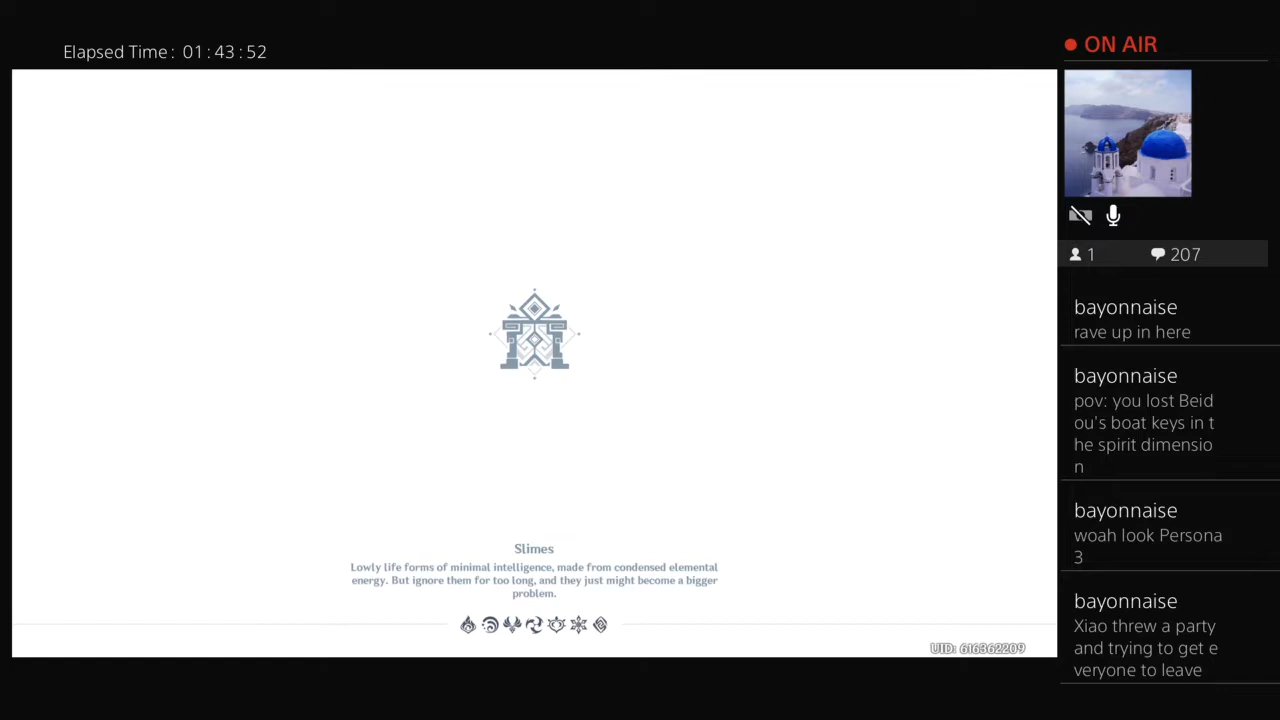 Elapsed Time: 01:43:52
ON AIR
1 207
bayonnaise
rave up in here
bayonnaise
pov: you lost Beid
ou's boat keys in t
he spirit dimensio
n
bayonnaise
woah look Persona
3
bayonnaise
Xiao threw a party
and trying to get e
veryone to leave
Slimes
Lowly life forms of minimal intelligence, made from condensed elemental
energy. But ignore them for too long, and they just might become a bigger
problem.
UID: 616362209